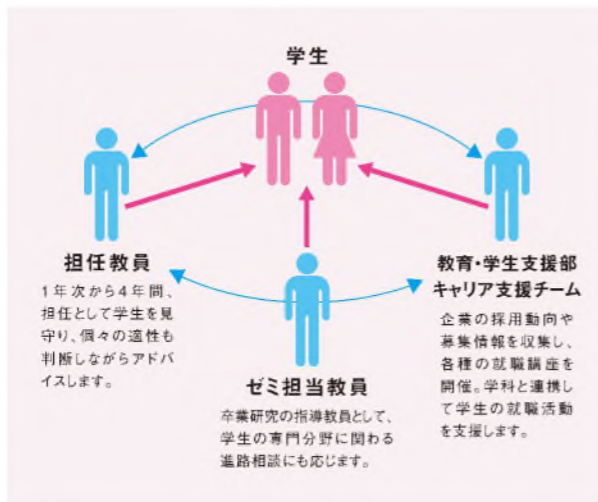 学生
担任教員
1年次から4年間、
担任として学生を見
守り、個々の適性も
判断しながらアドバ
イスします。
ゼミ担当教員
卒業研究の指導教員として、
学生の専門分野に関わる
進路相談にも応じます。
教育・学生支援部
キャリア支援チーム
企業の採用動向や
募集情報を収集し、
各種の就職講座を
開催。学科と連携し
て学生の就職活動
を支援します。